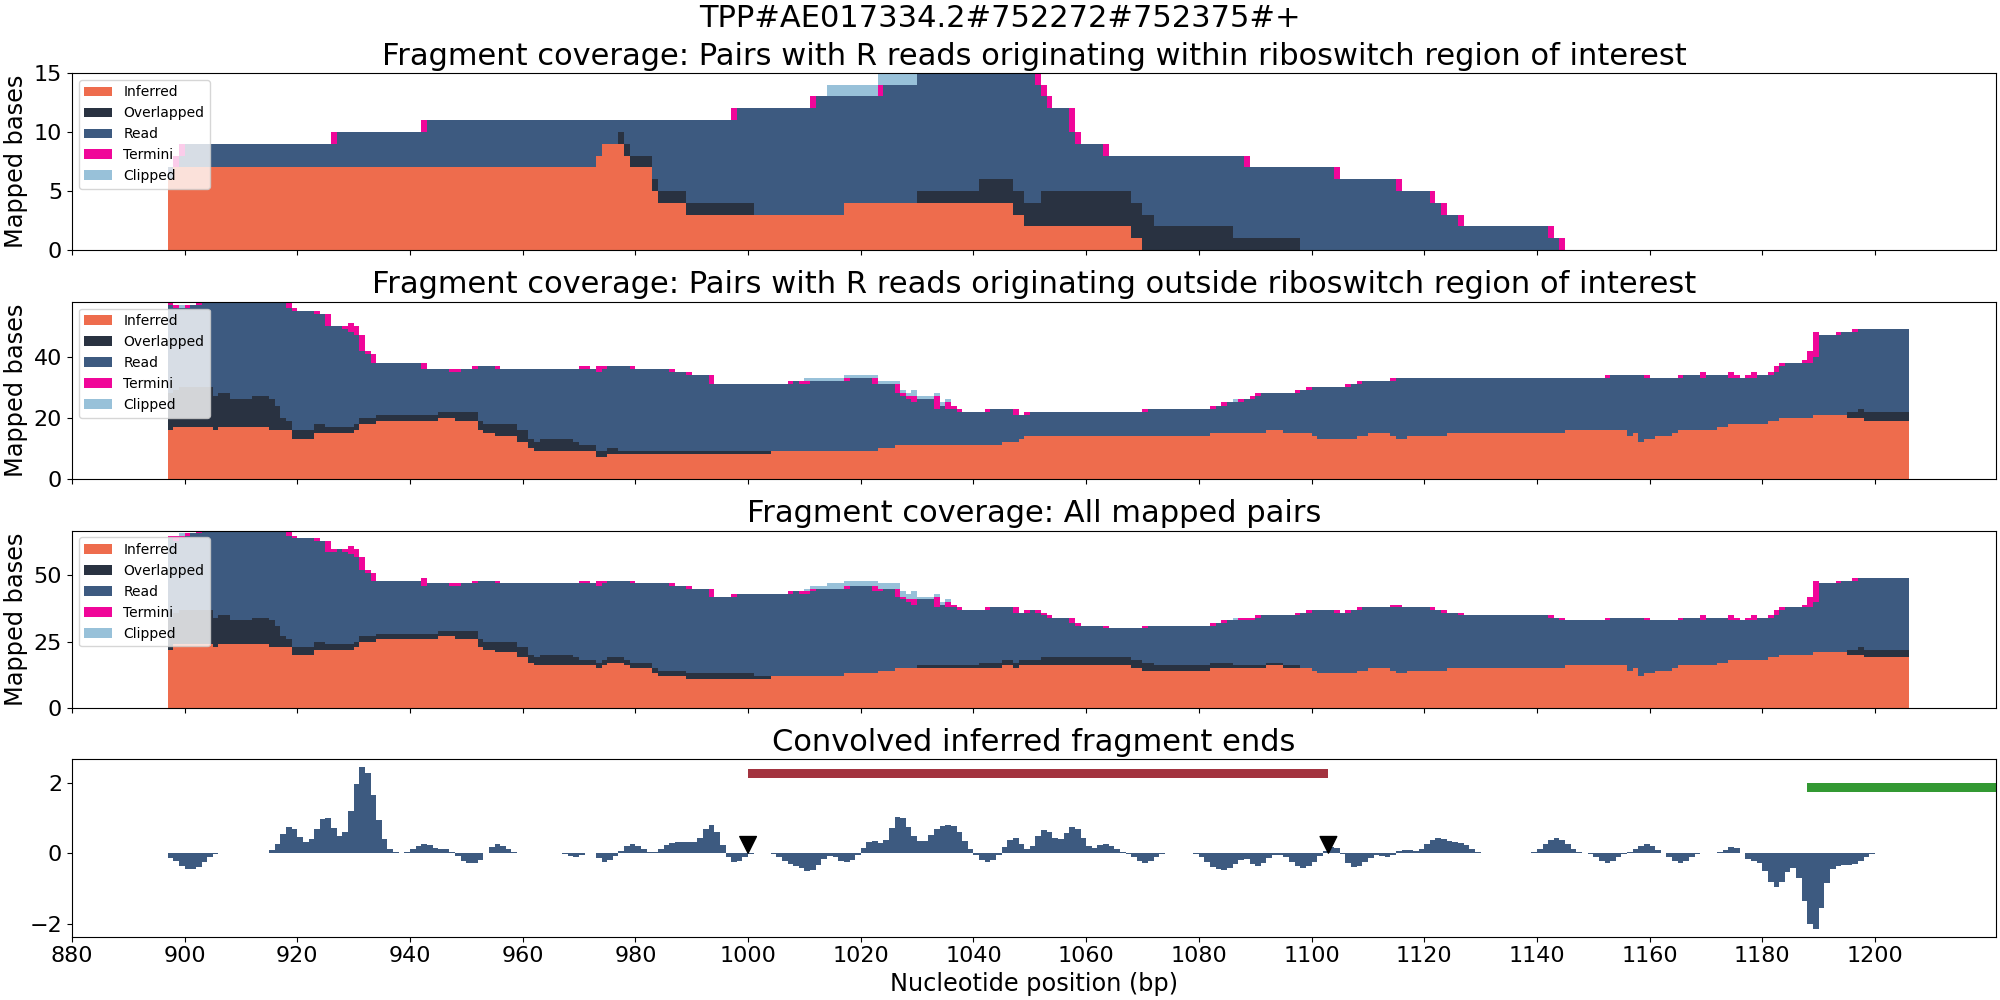 TPP#AE017334.2#752272#752375#+
Fragment coverage: Pairs with R reads originating within riboswitch region of interest
Mapped bases
15
10
5
0
Inferred
Overlapped
Read
Termini
Clipped
Fragment coverage: Pairs with R reads originating outside riboswitch region of interest
Mapped bases
40
20
0
Inferred
Overlapped
Read
Termini
Clipped
Fragment coverage: All mapped pairs
Mapped bases
50
25
0
Inferred
Overlapped
Read
Termini
Clipped
Convolved inferred fragment ends
2
0
−2
880 900 920 940 960 980 1000 1020 1040 1060 1080 1100 1120 1140 1160 1180 1200
Nucleotide position (bp)